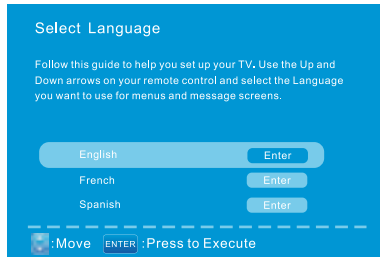 Select Language
Follow this guide to help you set up your TV. Use the Up and
Down arrows on your remote control and select the Language
you want to use for menus and message screens.
English Enter
French Enter
Spanish Enter
:Move ENTER :Press to Execute